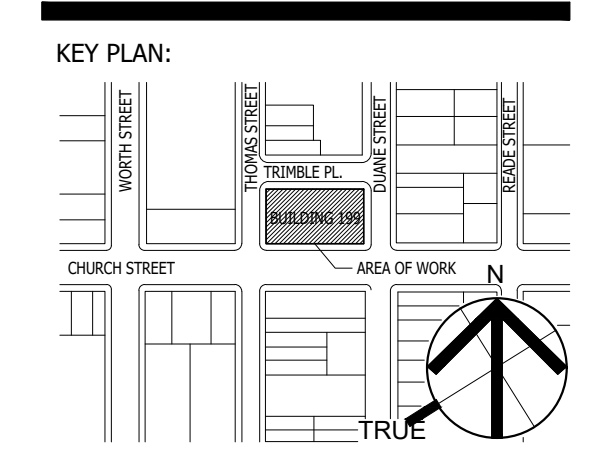 KEY PLAN:
WORTH STREET
THOMAS STREET
DUANE STREET
READE STREET
TRIMBLE PL.
BUILDING 199
CHURCH STREET
AREA OF WORK
N
TRUE